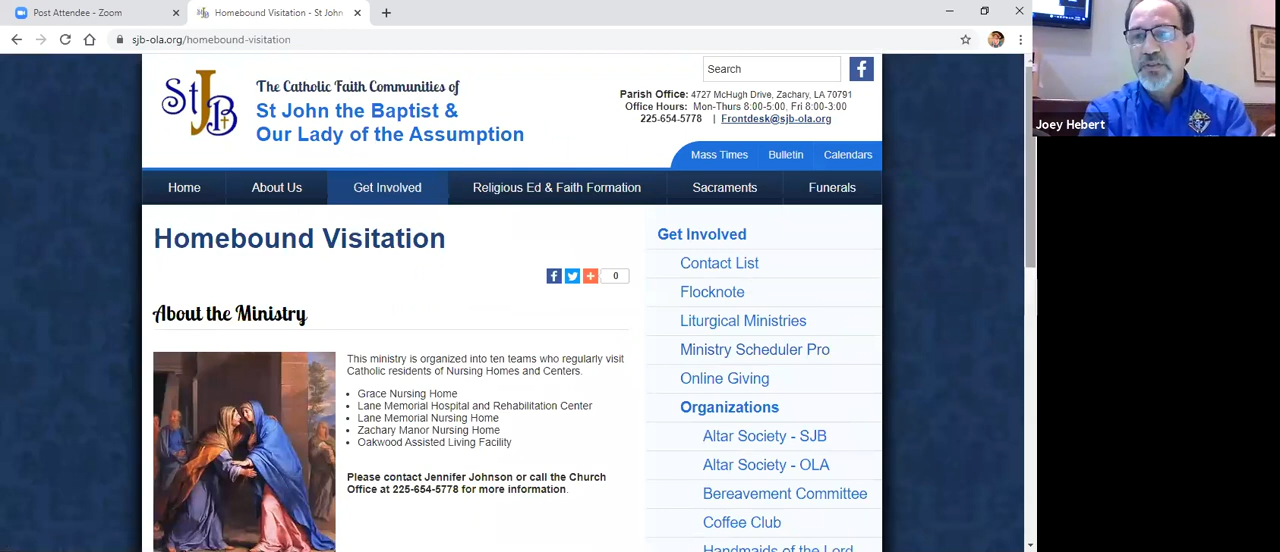 Post Attendee - Zoom
Homebound Visitation - St John
sjb-ola.org/homebound-visitation
Joey Hebert
St JB
The Catholic Faith Communities of
St John the Baptist &
Our Lady of the Assumption
Search
Parish Office: 4727 McHugh Drive, Zachary, LA 70791
Office Hours: Mon-Thurs 8:00-5:00, Fri 8:00-3:00
225-654-5778 | Frontdesk@sjb-ola.org
Mass Times Bulletin Calendars
Home About Us Get Involved Religious Ed & Faith Formation Sacraments Funerals
Homebound Visitation
0
About the Ministry
This ministry is organized into ten teams who regularly visit
Catholic residents of Nursing Homes and Centers.
• Grace Nursing Home
• Lane Memorial Hospital and Rehabilitation Center
• Lane Memorial Nursing Home
• Zachary Manor Nursing Home
• Oakwood Assisted Living Facility
Please contact Jennifer Johnson or call the Church
Office at 225-654-5778 for more information.
Get Involved
Contact List
Flocknote
Liturgical Ministries
Ministry Scheduler Pro
Online Giving
Organizations
Altar Society - SJB
Altar Society - OLA
Bereavement Committee
Coffee Club
Handmaids of the Lord